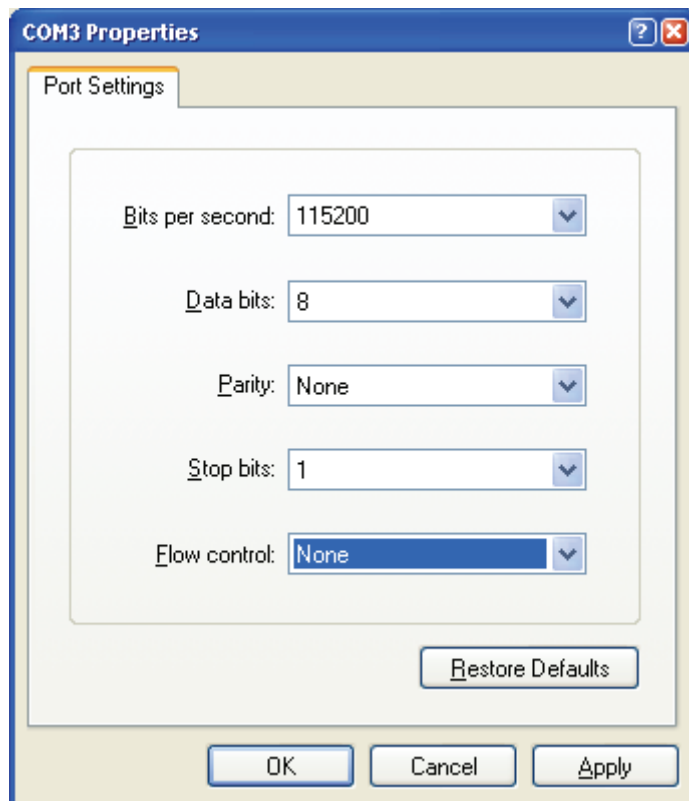 COM3 Properties
Port Settings
Bits per second: 115200
Data bits: 8
Parity: None
Stop bits: 1
Flow control: None
Restore Defaults
OK Cancel Apply